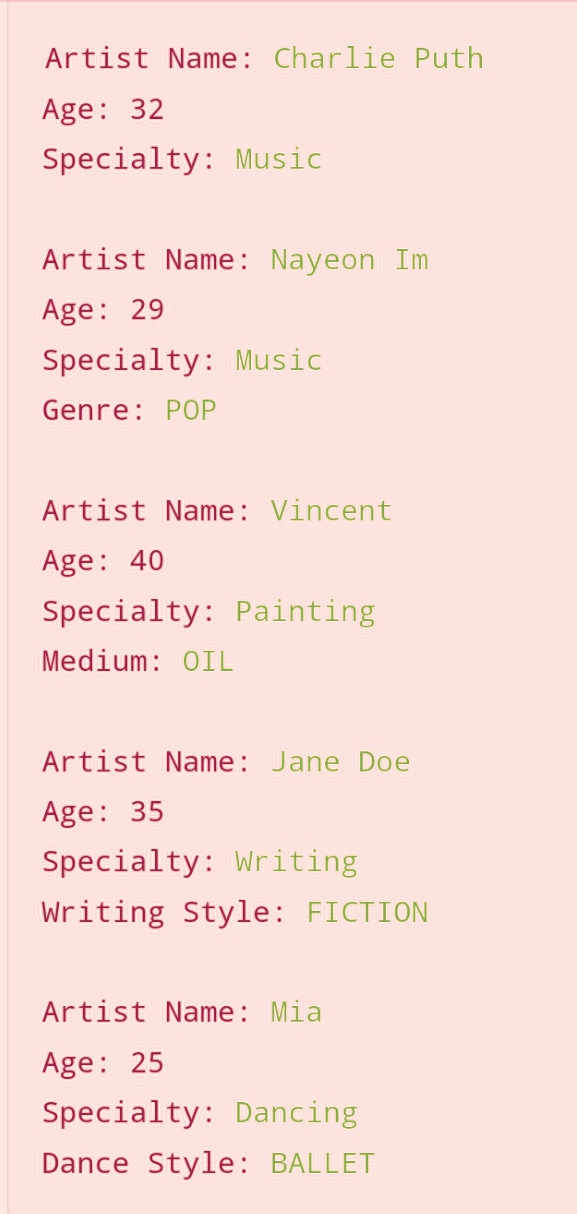 Artist Name: Charlie Puth
Age: 32
Specialty: Music
Artist Name: Nayeon Im
Age: 29
Specialty: Music
Genre: POP
Artist Name: Vincent
Age: 40
Specialty: Painting
Medium: OIL
Artist Name: Jane Doe
Age: 35
Specialty: Writing
Writing Style: FICTION
Artist Name: Mia
Age: 25
Specialty: Dancing
Dance Style: BALLET